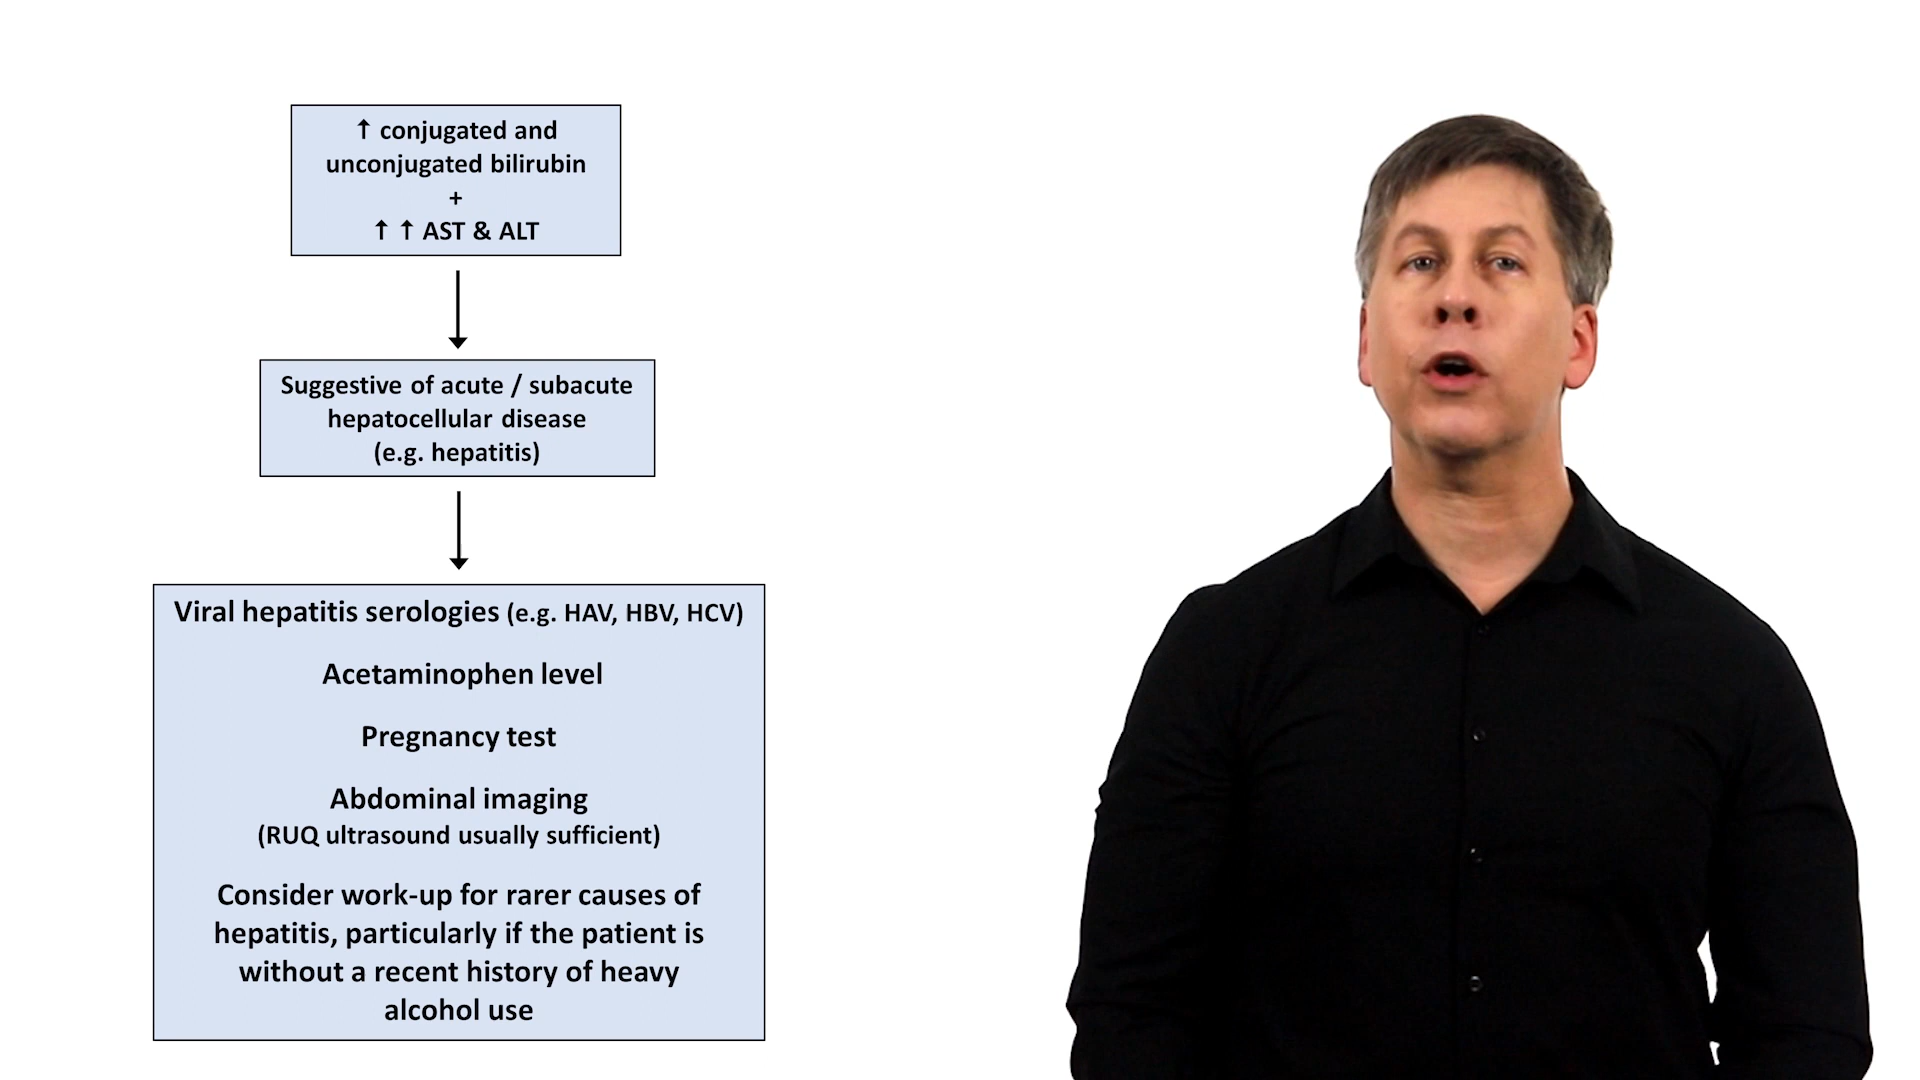 ↑ conjugated and
unconjugated bilirubin
+
↑ ↑ AST & ALT
Suggestive of acute / subacute
hepatocellular disease
(e.g. hepatitis)
Viral hepatitis serologies (e.g. HAV, HBV, HCV)
Acetaminophen level
Pregnancy test
Abdominal imaging
(RUQ ultrasound usually sufficient)
Consider work-up for rarer causes of
hepatitis, particularly if the patient is
without a recent history of heavy
alcohol use